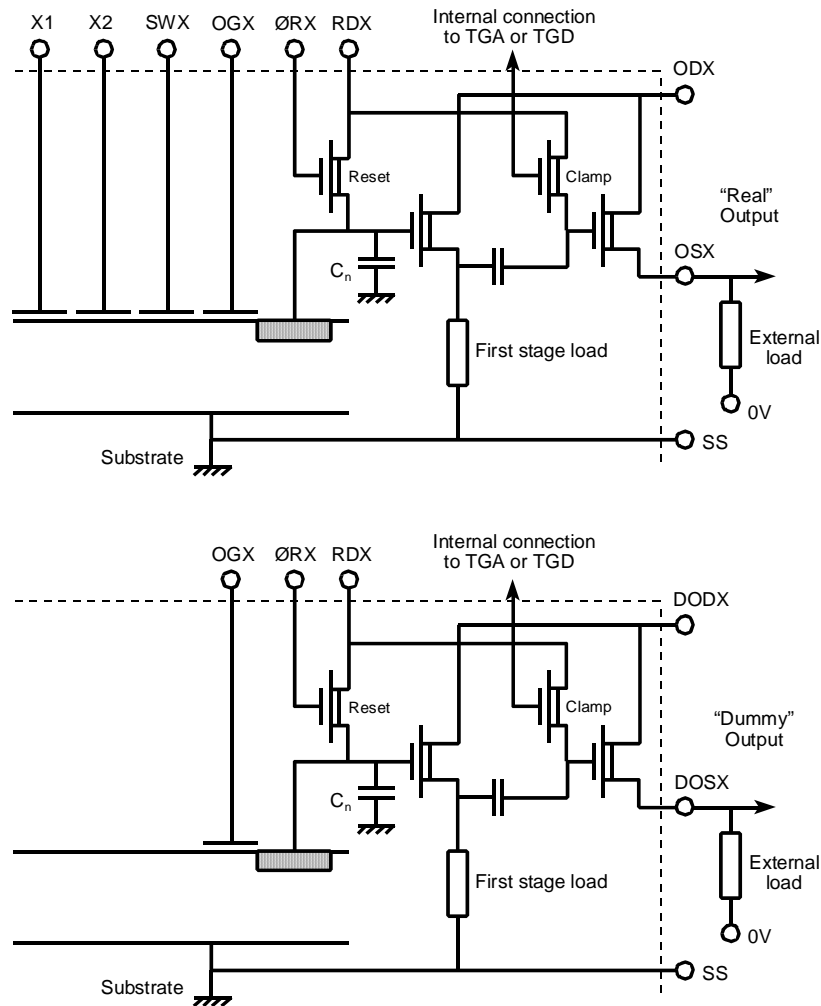 X1 X2 SWX OGX ØRX RDX
Internal connection
to TGA or TGD
ODX
Reset
Clamp
"Real"
Output
OSX
Cn
First stage load
External
load
0V
SS
Substrate
OGX ØRX RDX
Internal connection
to TGA or TGD
DODX
Reset
Clamp
"Dummy"
Output
DOSX
Cn
First stage load
External
load
0V
SS
Substrate